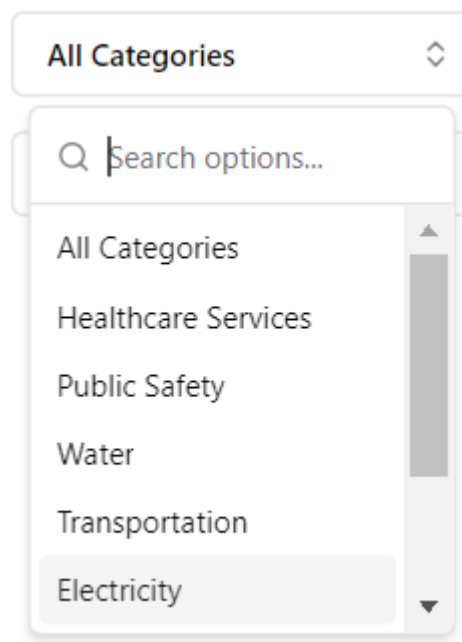 All Categories
Search options...
All Categories
Healthcare Services
Public Safety
Water
Transportation
Electricity